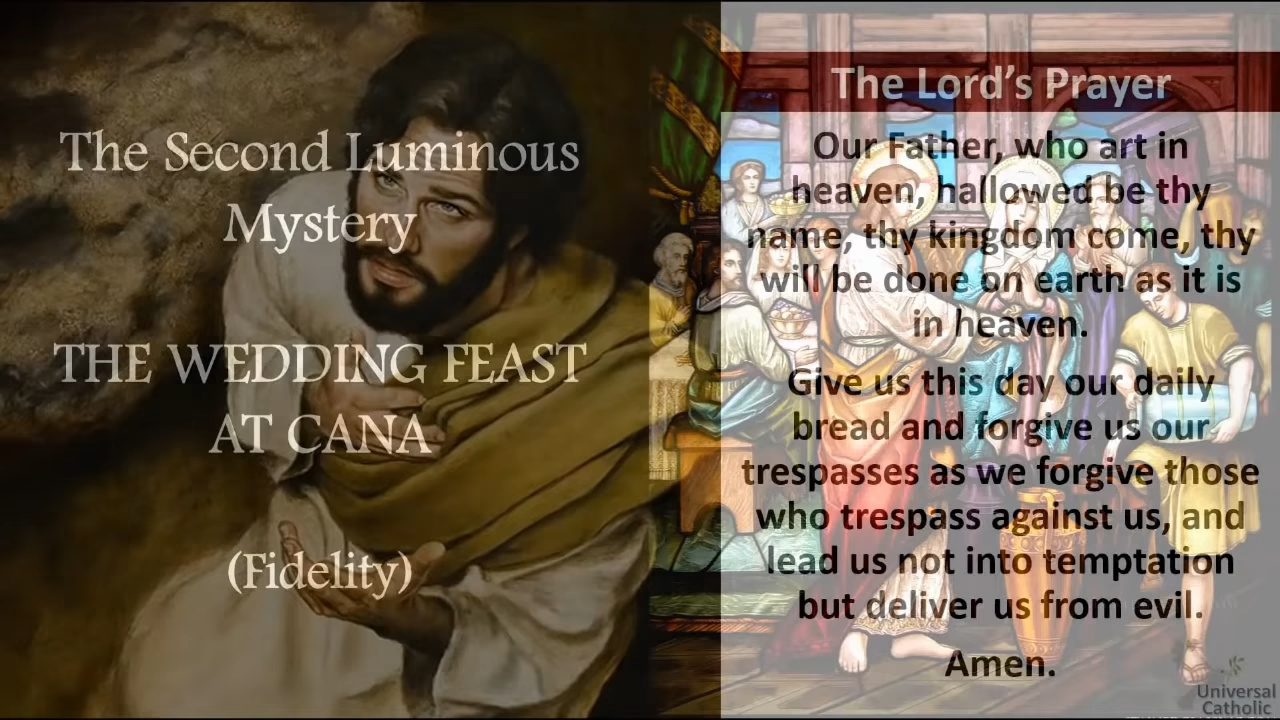 The Second Luminous
Mystery
THE WEDDING FEAST
AT CANA
(Fidelity)
The Lord’s Prayer
Our Father, who art in
heaven, hallowed be thy
name, thy kingdom come, thy
will be done on earth as it is
in heaven.
Give us this day our daily
bread and forgive us our
trespasses as we forgive those
who trespass against us, and
lead us not into temptation
but deliver us from evil.
Amen.
Universal
Catholic